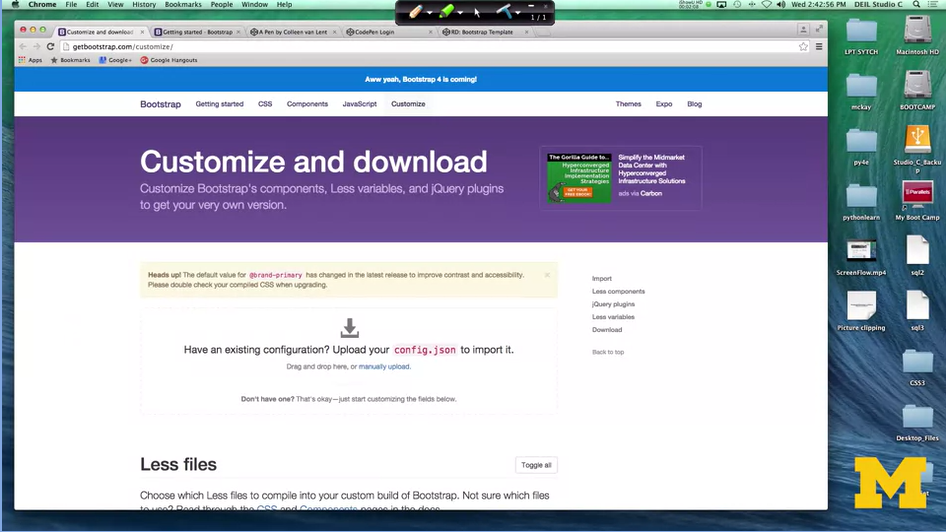 Chrome File Edit View History Bookmarks People Window Help
Wed 2:42:56 PM DEIL Studio C
1 / 1
Customize and download
Getting started · Bootstrap
A Pen by Colleen van Lent
CodePen Login
RD: Bootstrap Template
getbootstrap.com/customize/
Apps Bookmarks Google+ Google Hangouts
Aww yeah, Bootstrap 4 is coming!
Bootstrap Getting started CSS Components JavaScript Customize Themes Expo Blog
Customize and download
Customize Bootstrap's components, Less variables, and jQuery plugins
to get your very own version.
The Gorilla Guide to...
Hyperconverged
Infrastructure
Implementation
Strategies
GET YOUR
FREE EBOOK!
Simplify the Midmarket
Data Center with
Hyperconverged
Infrastructure Solutions
ads via Carbon
Heads up! The default value for @brand-primary has changed in the latest release to improve contrast and accessibility.
Please double check your compiled CSS when upgrading.
Have an existing configuration? Upload your config.json to import it.
Drag and drop here, or manually upload.
Don't have one? That's okay—just start customizing the fields below.
Import
Less components
jQuery plugins
Less variables
Download
Back to top
Less files
Toggle all
Choose which Less files to compile into your custom build of Bootstrap. Not sure which files
to use? Read through the CSS and Components pages in the docs.
LPT-SYTCH
Macintosh HD
mckay
BOOTCAMP
py4e
Studio_C_Backu
p
pythonlearn
Parallels
My Boot Camp
ScreenFlow.mp4
sql2
Picture clipping
sql3
CSS3
Desktop_Files
M